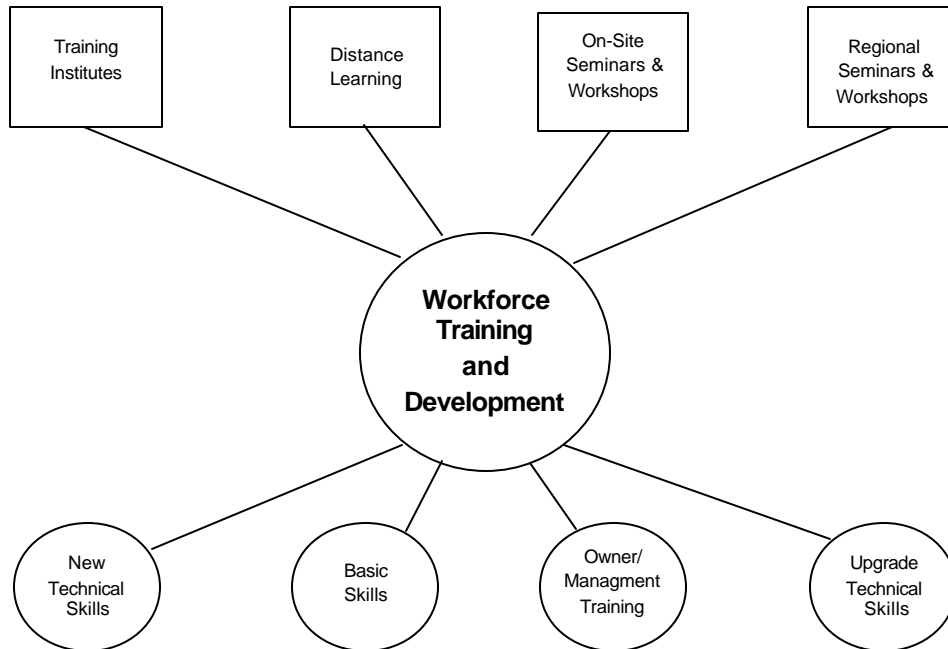 Training
Institutes
Distance
Learning
On-Site
Seminars &
Workshops
Regional
Seminars &
Workshops
Workforce
Training
and
Development
New
Technical
Skills
Basic
Skills
Owner/
Managment
Training
Upgrade
Technical
Skills